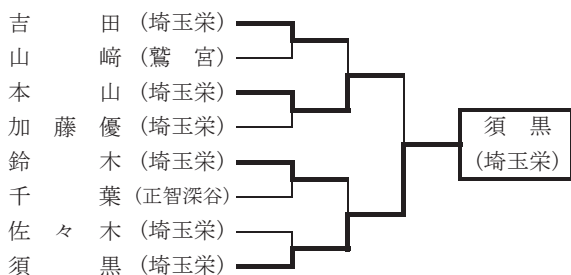 吉田（埼玉栄）
山﨑（鷲宮）
本山（埼玉栄）
加藤優（埼玉栄）
鈴木（埼玉栄）
千葉（正智深谷）
佐々木（埼玉栄）
須黒（埼玉栄）
須黒
（埼玉栄）